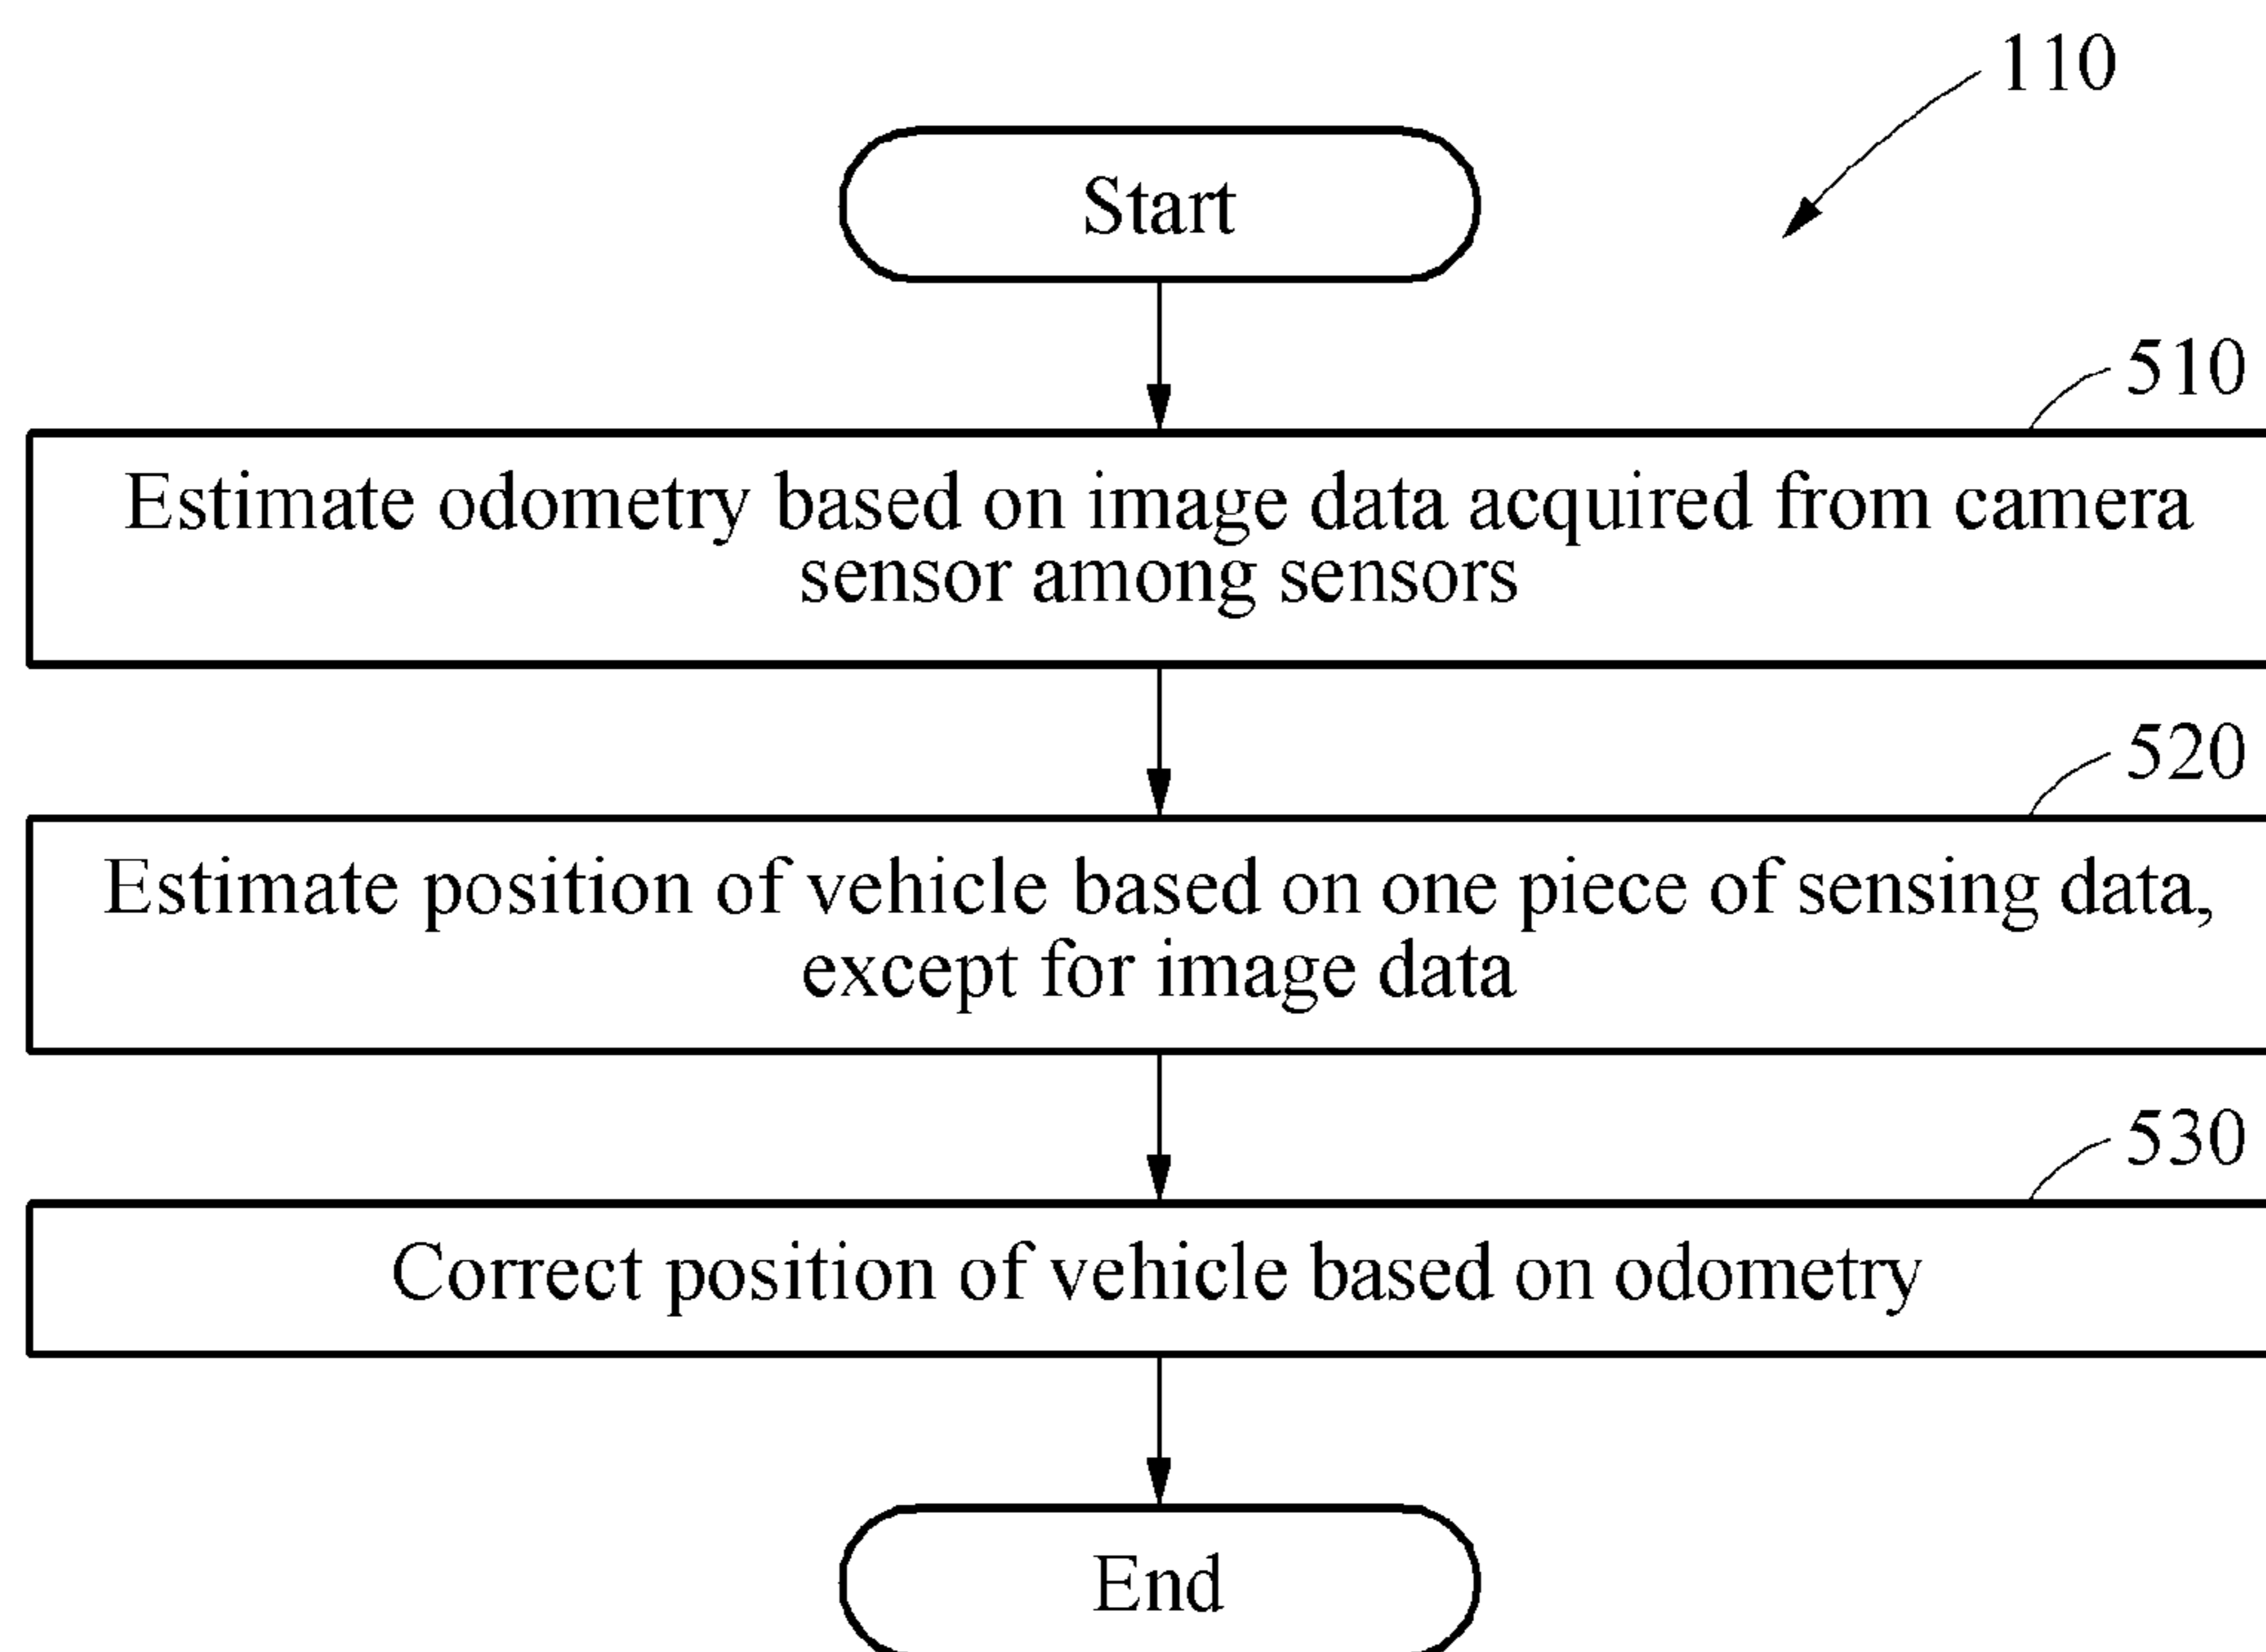 110
Start
510
Estimate odometry based on image data acquired from camera
sensor among sensors
520
Estimate position of vehicle based on one piece of sensing data,
except for image data
530
Correct position of vehicle based on odometry
End